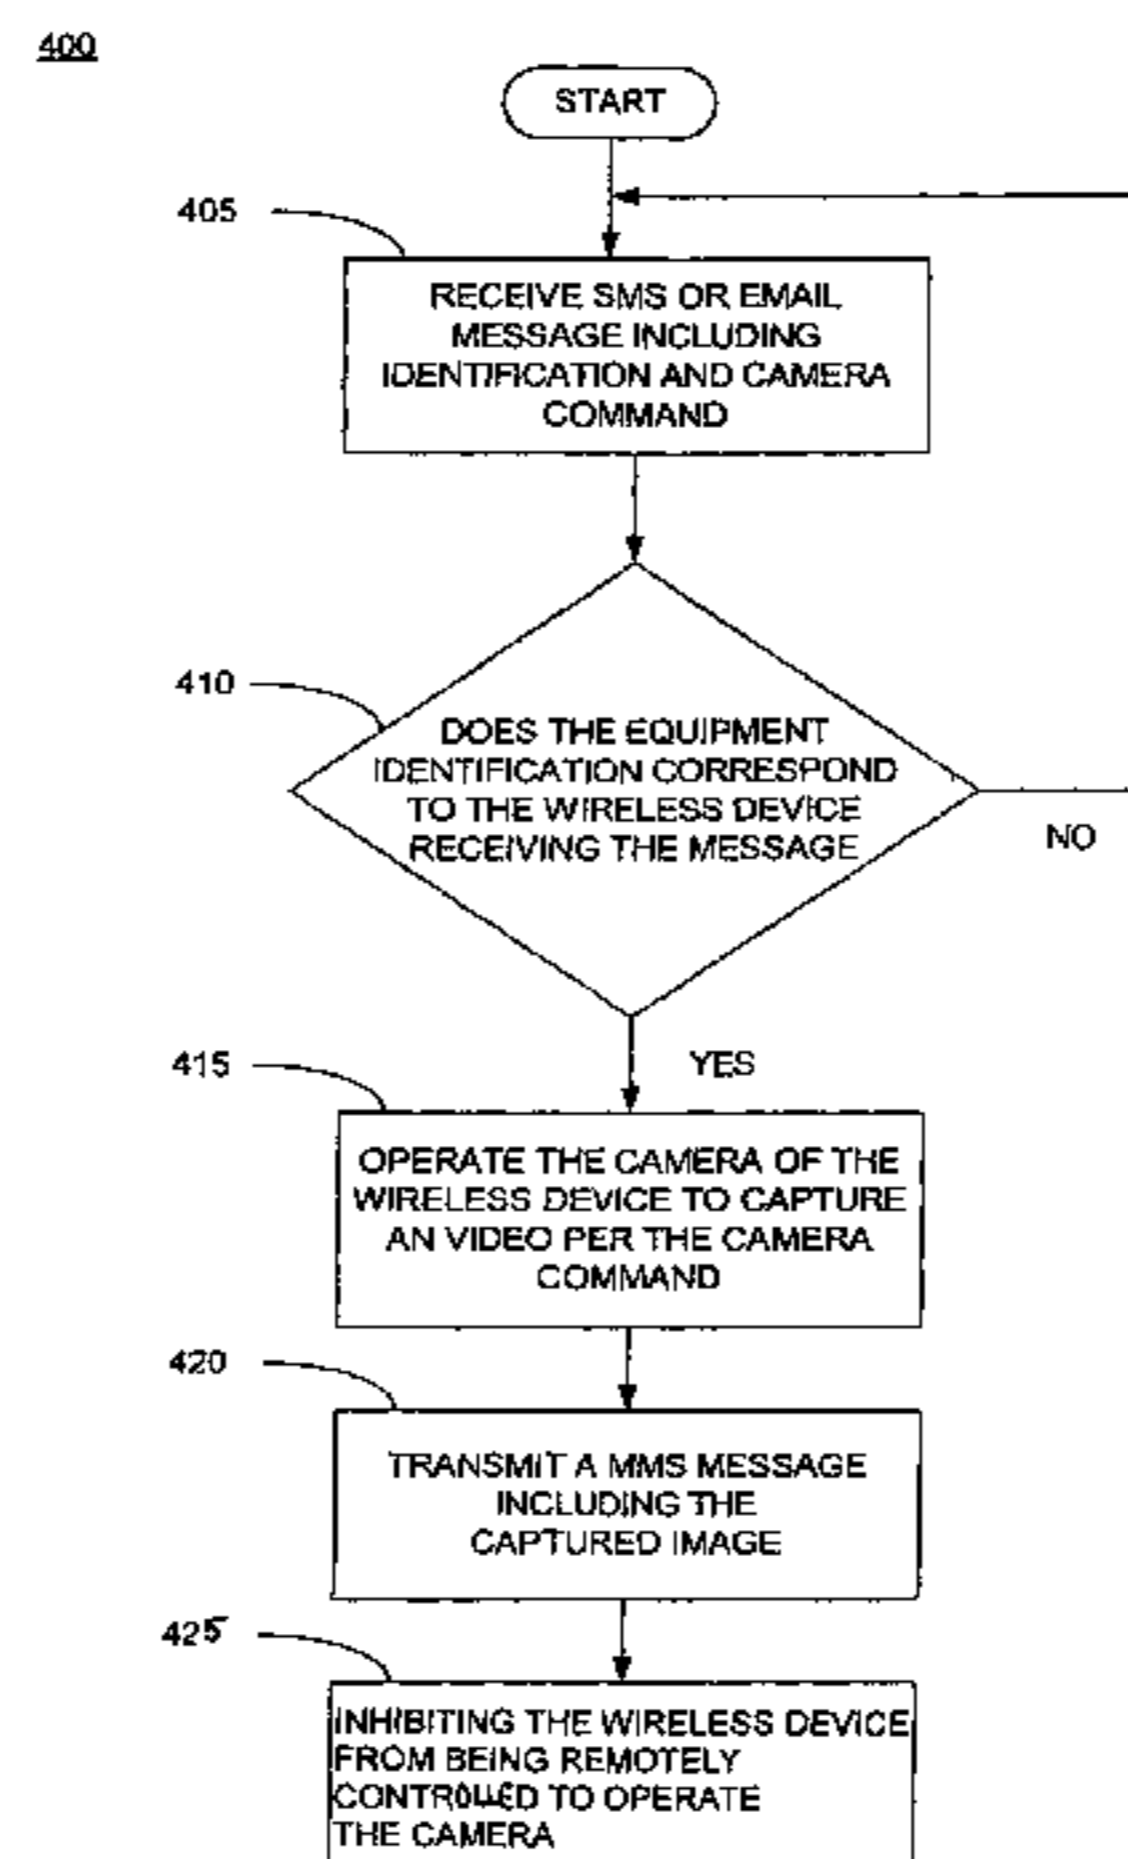 400
START
405
RECEIVE SMS OR EMAIL
MESSAGE INCLUDING
IDENTIFICATION AND CAMERA
COMMAND
410
DOES THE EQUIPMENT
IDENTIFICATION CORRESPOND
TO THE WIRELESS DEVICE
RECEIVING THE MESSAGE
NO
YES
415
OPERATE THE CAMERA OF THE
WIRELESS DEVICE TO CAPTURE
AN VIDEO PER THE CAMERA
COMMAND
420
TRANSMIT A MMS MESSAGE
INCLUDING THE
CAPTURED IMAGE
425
INHIBITING THE WIRELESS DEVICE
FROM BEING REMOTELY
CONTROLLED TO OPERATE
THE CAMERA